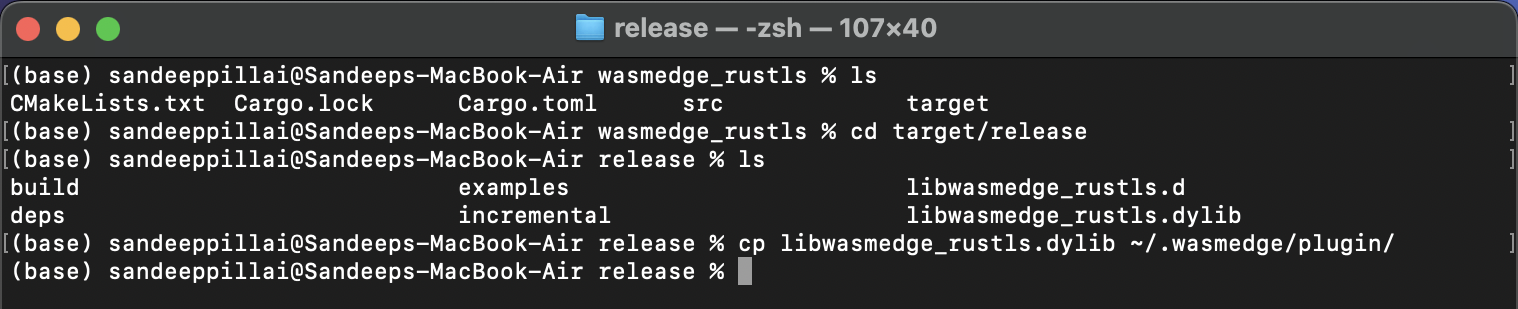 release — -zsh — 107×40
[(base) sandeeppillai@Sandeeps-MacBook-Air wasmedge_rustls % ls ]
CMakeLists.txt  Cargo.lock      Cargo.toml      src             target
[(base) sandeeppillai@Sandeeps-MacBook-Air wasmedge_rustls % cd target/release ]
[(base) sandeeppillai@Sandeeps-MacBook-Air release % ls ]
build                           examples                        libwasmedge_rustls.d
deps                            incremental                     libwasmedge_rustls.dylib
[(base) sandeeppillai@Sandeeps-MacBook-Air release % cp libwasmedge_rustls.dylib ~/.wasmedge/plugin/ ]
(base) sandeeppillai@Sandeeps-MacBook-Air release %